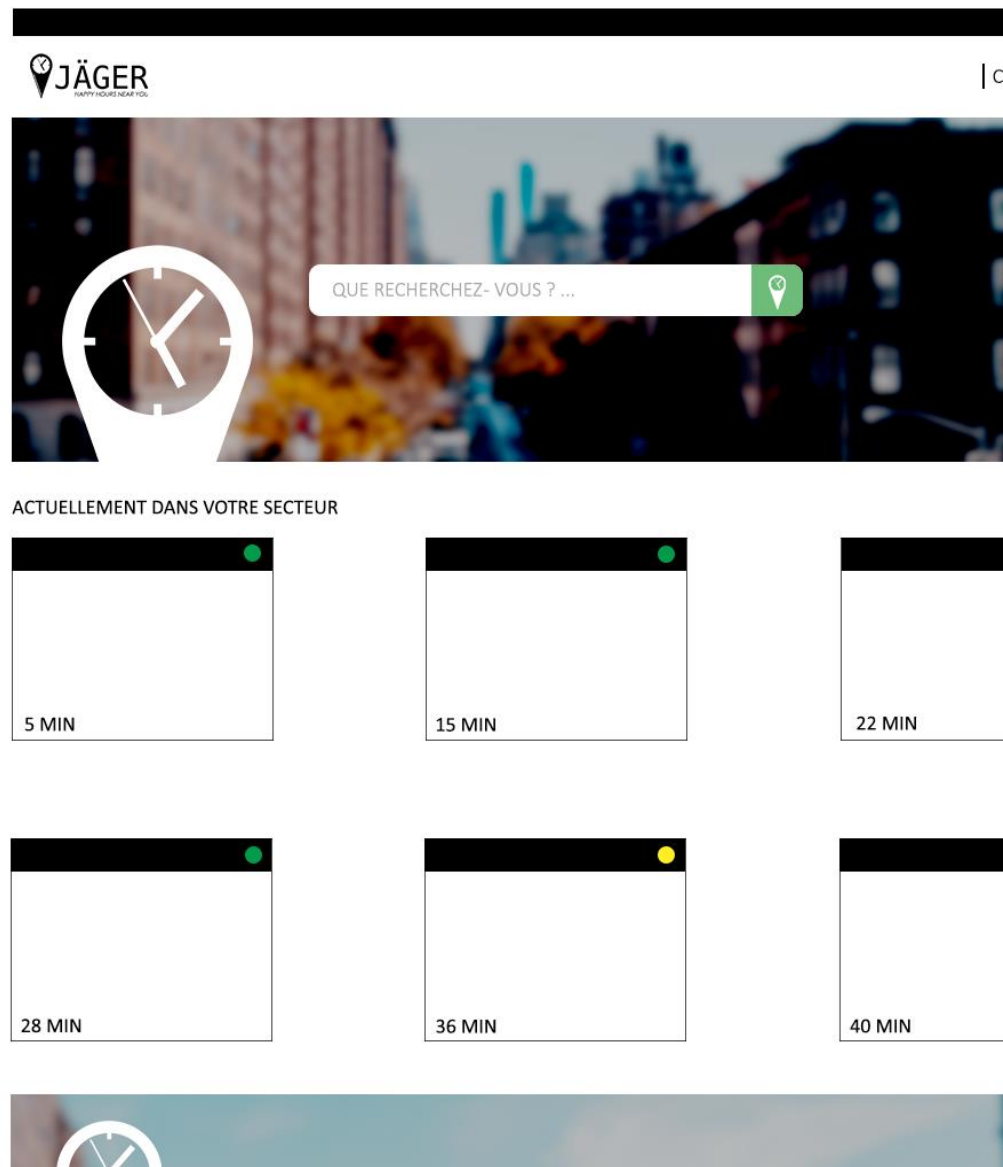 JÄGER
HAPPY HOURS NEAR YOU
C
QUE RECHERCHEZ- VOUS ? ...
ACTUELLEMENT DANS VOTRE SECTEUR
5 MIN
15 MIN
22 MIN
28 MIN
36 MIN
40 MIN